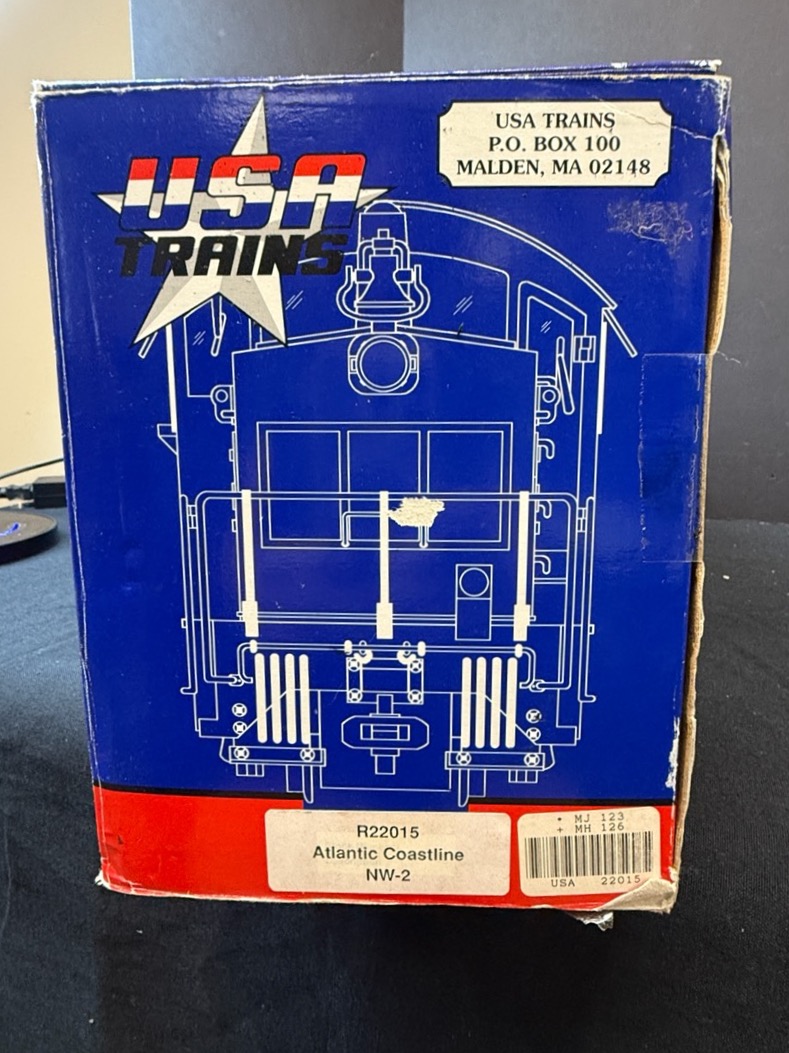 USA
TRAINS
USA TRAINS
P.O. BOX 100
MALDEN, MA 02148
R22015
Atlantic Coastline
NW-2
• MJ 123
+ MH 126
USA 22015